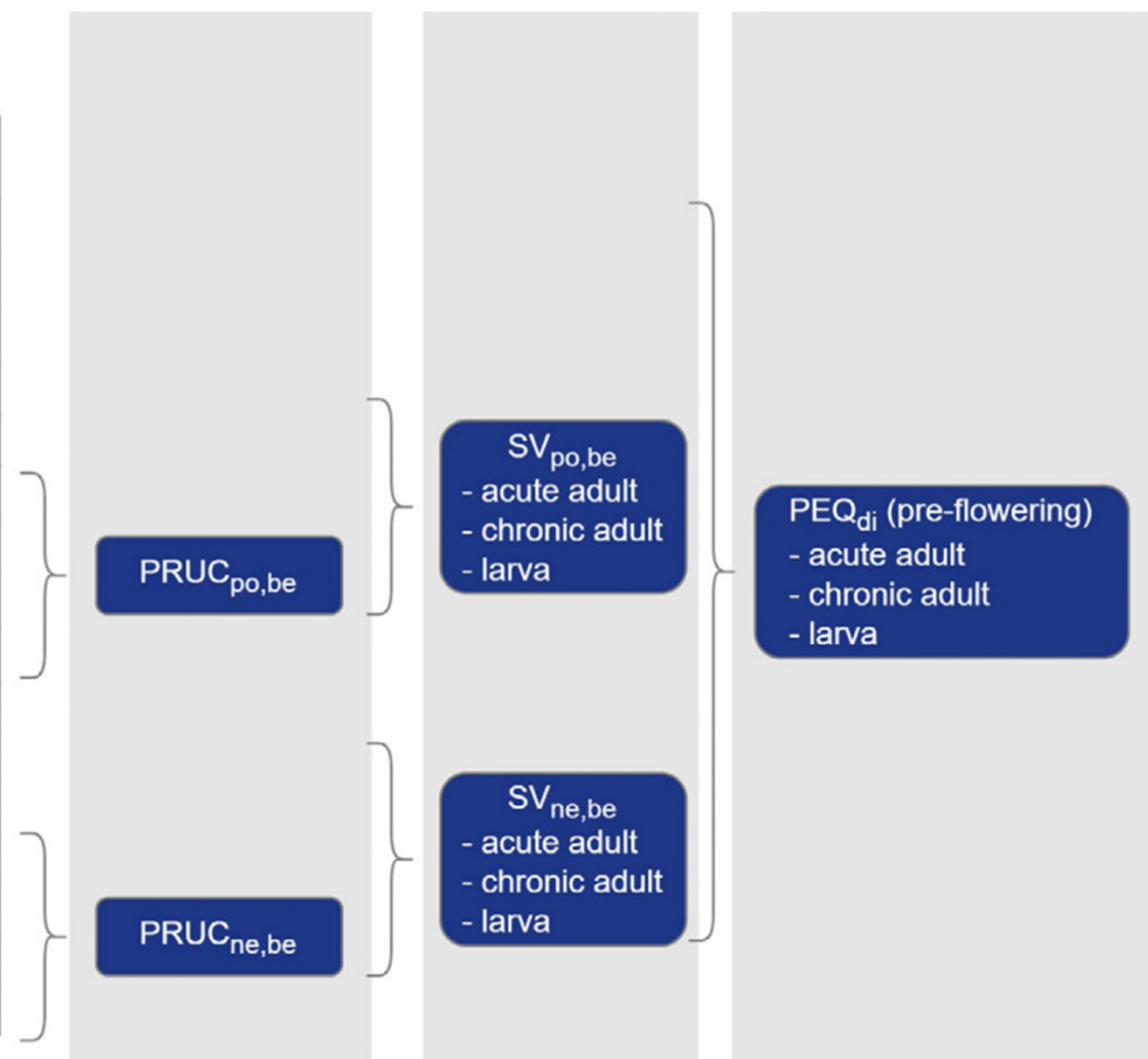 PRUCpo,be
PRUCne,be
SVpo,be
- acute adult
- chronic adult
- larva
SVne,be
- acute adult
- chronic adult
- larva
PEQdi (pre-flowering)
- acute adult
- chronic adult
- larva